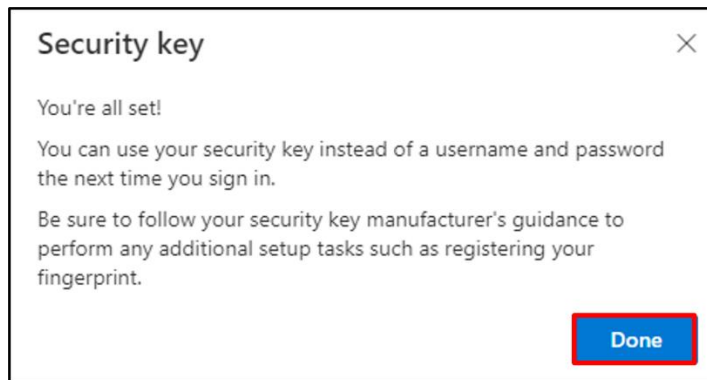 Security key
You're all set!
You can use your security key instead of a username and password
the next time you sign in.
Be sure to follow your security key manufacturer's guidance to
perform any additional setup tasks such as registering your
fingerprint.
Done